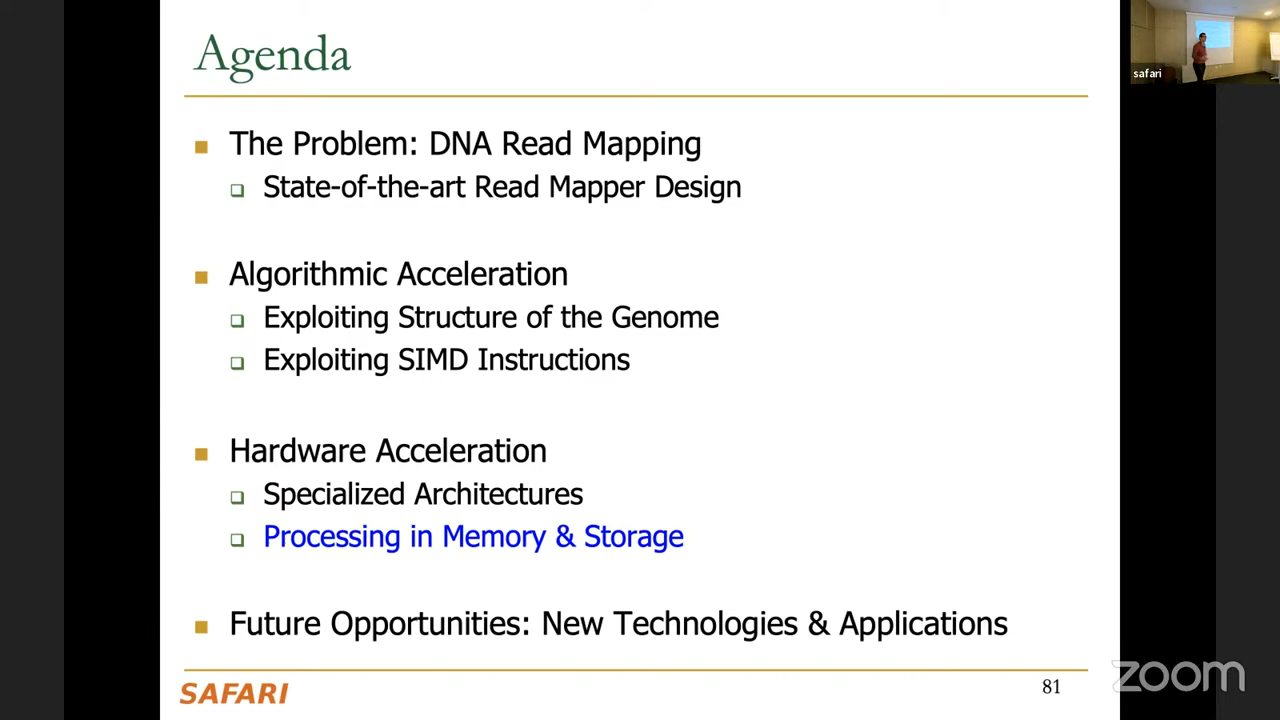 Agenda
The Problem: DNA Read Mapping
State-of-the-art Read Mapper Design
Algorithmic Acceleration
Exploiting Structure of the Genome
Exploiting SIMD Instructions
Hardware Acceleration
Specialized Architectures
Processing in Memory & Storage
Future Opportunities: New Technologies & Applications
SAFARI
81
safari
zoom